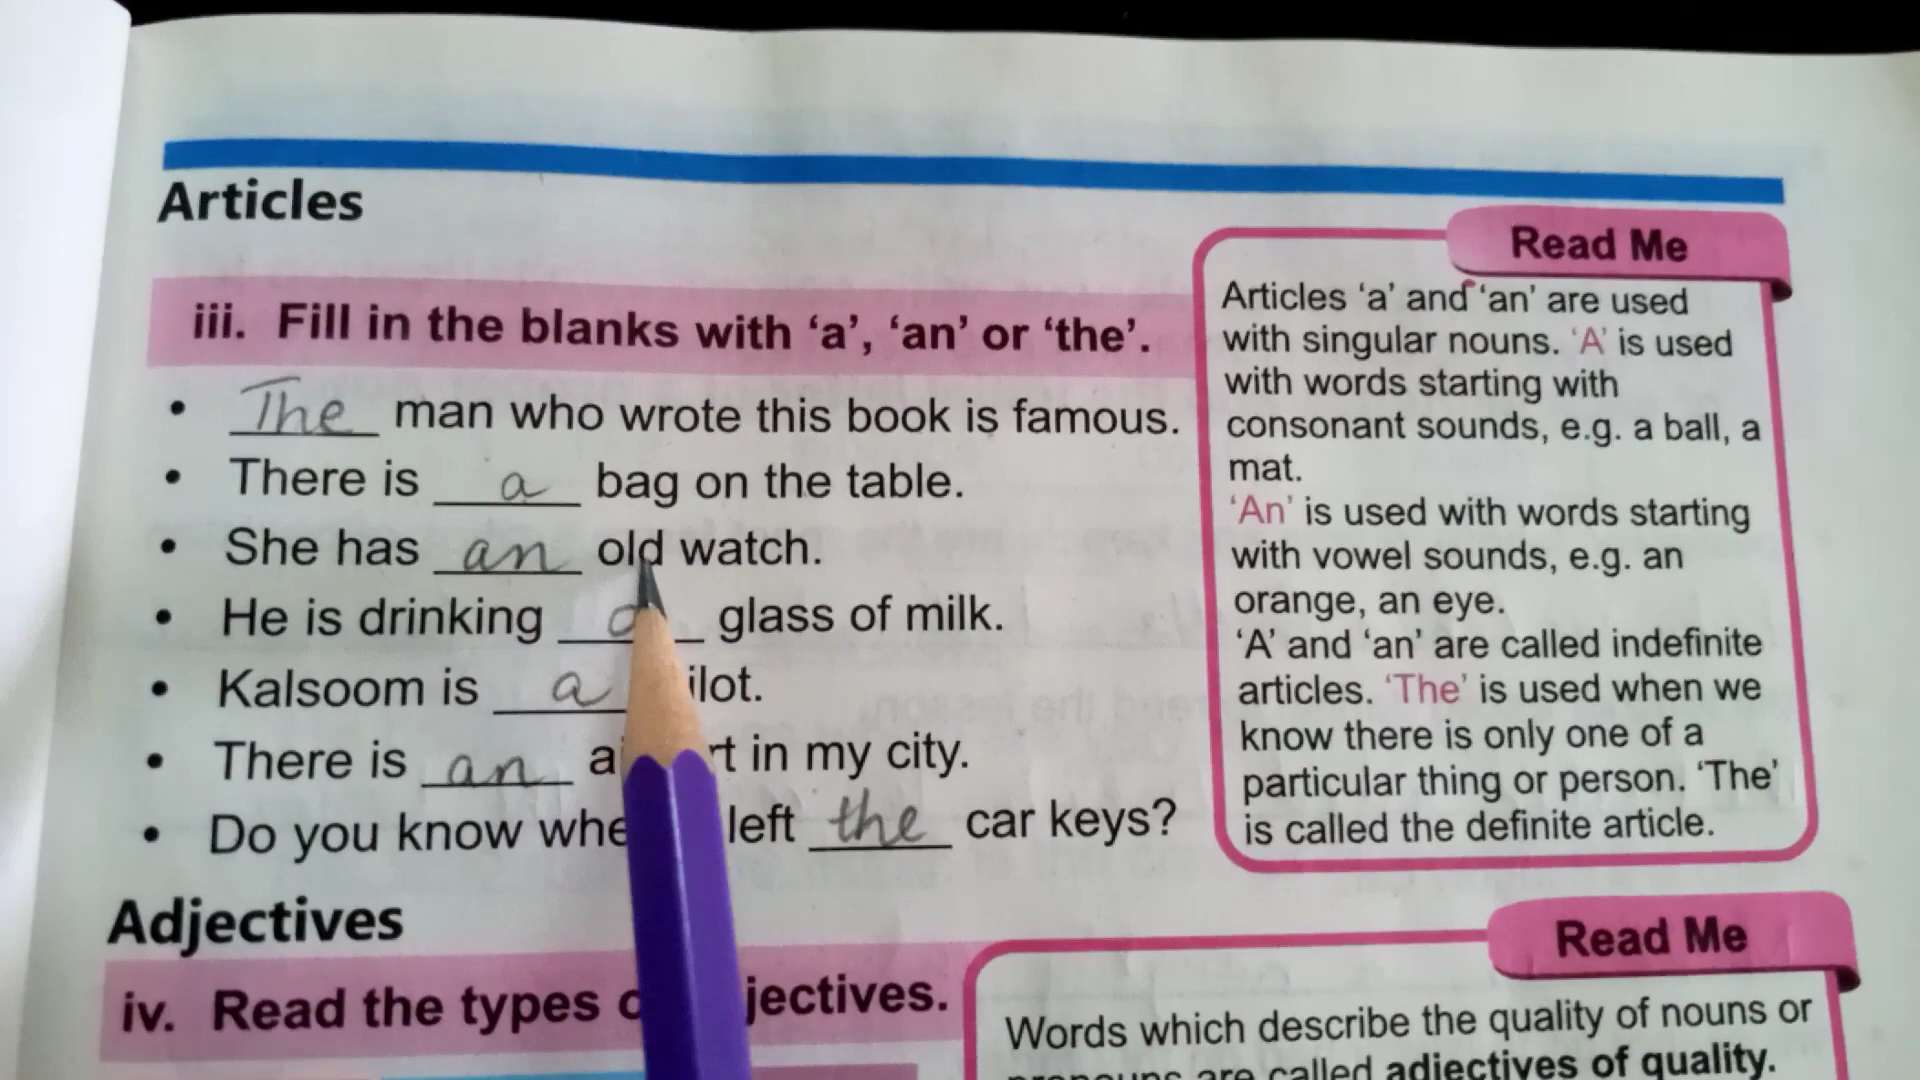 Articles
iii. Fill in the blanks with ‘a’, ‘an’ or ‘the’.
• The man who wrote this book is famous.
• There is a bag on the table.
• She has an old watch.
• He is drinking glass of milk.
• Kalsoom is a ilot.
• There is an in my city.
• Do you know left the car keys?
Read Me
Articles ‘a’ and ‘an’ are used
with singular nouns. ‘A’ is used
with words starting with
consonant sounds, e.g. a ball, a
mat.
‘An’ is used with words starting
with vowel sounds, e.g. an
orange, an eye.
‘A’ and ‘an’ are called indefinite
articles. ‘The’ is used when we
know there is only one of a
particular thing or person. ‘The’
is called the definite article.
Adjectives
iv. Read the types jectives.
Read Me
Words which describe the quality of nouns or
are called adjectives of quality.